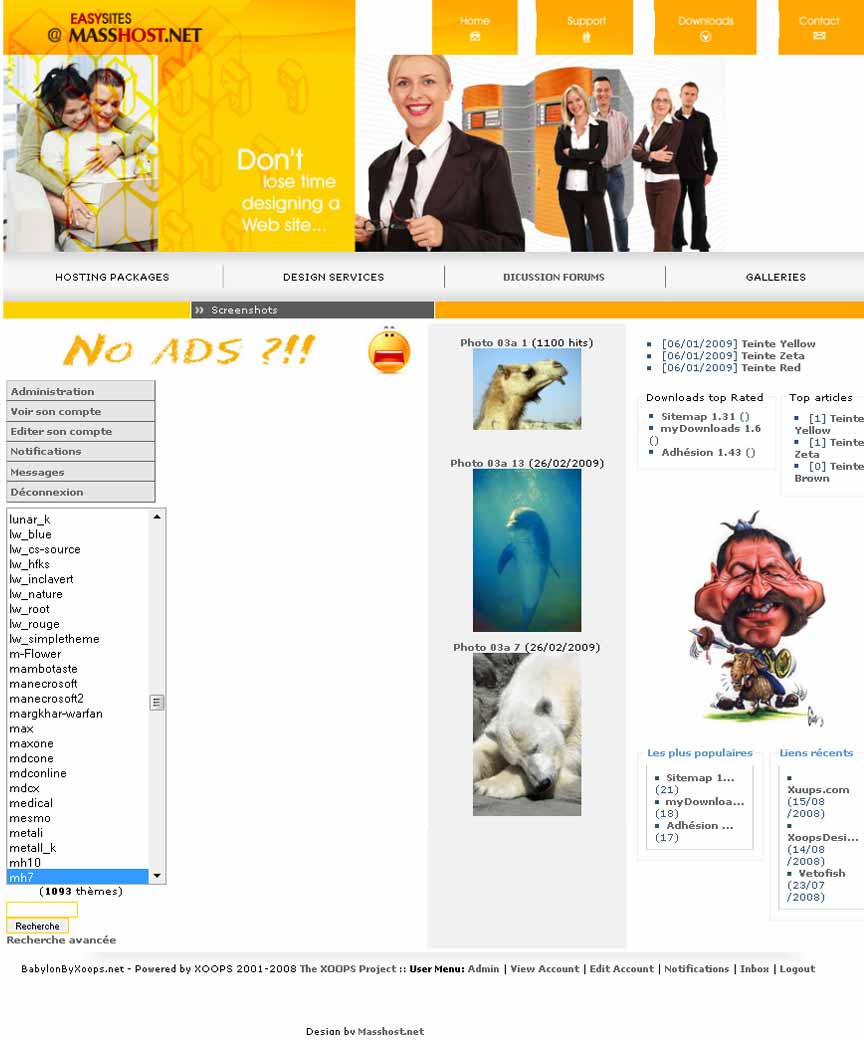 EASYSITES
@ MASSHOST.NET
Home
Support
Downloads
Contact
Don't
lose time
designing a
Web site...
HOSTING PACKAGES
DESIGN SERVICES
DICUSSION FORUMS
GALLERIES
» Screenshots
NO ADS ?!!
Administration
Voir son compte
Editer son compte
Notifications
Messages
Déconnexion
lunar_k
lw_blue
lw_cs-source
lw_hfks
lw_inclavert
lw_nature
lw_root
lw_rouge
lw_simpletheme
m-Flower
mambotaste
manecrosoft
manecrosoft2
margkhar-warfan
max
maxone
mdcone
mdconline
mdcx
medical
mesmo
metali
metall_k
mh10
mh7
(1093 thèmes)
Recherche
Recherche avancée
Photo 03a 1 (1100 hits)
Photo 03a 13 (26/02/2009)
Photo 03a 7 (26/02/2009)
[06/01/2009] Teinte Yellow
[06/01/2009] Teinte Zeta
[06/01/2009] Teinte Red
Downloads top Rated
Sitemap 1.31 ()
myDownloads 1.6
()
Adhésion 1.43 ()
Top articles
[1] Teinte
Yellow
[1] Teinte
Zeta
[0] Teinte
Brown
Les plus populaires
Sitemap 1...
(21)
myDownloa...
(18)
Adhésion ...
(17)
Liens récents
Xuups.com
(15/08
/2008)
XoopsDesi...
(14/08
/2008)
Vetofish
(23/07
/2008)
BabylonByXoops.net - Powered by XOOPS 2001-2008 The XOOPS Project :: User Menu: Admin | View Account | Edit Account | Notifications | Inbox | Logout
Design by Masshost.net